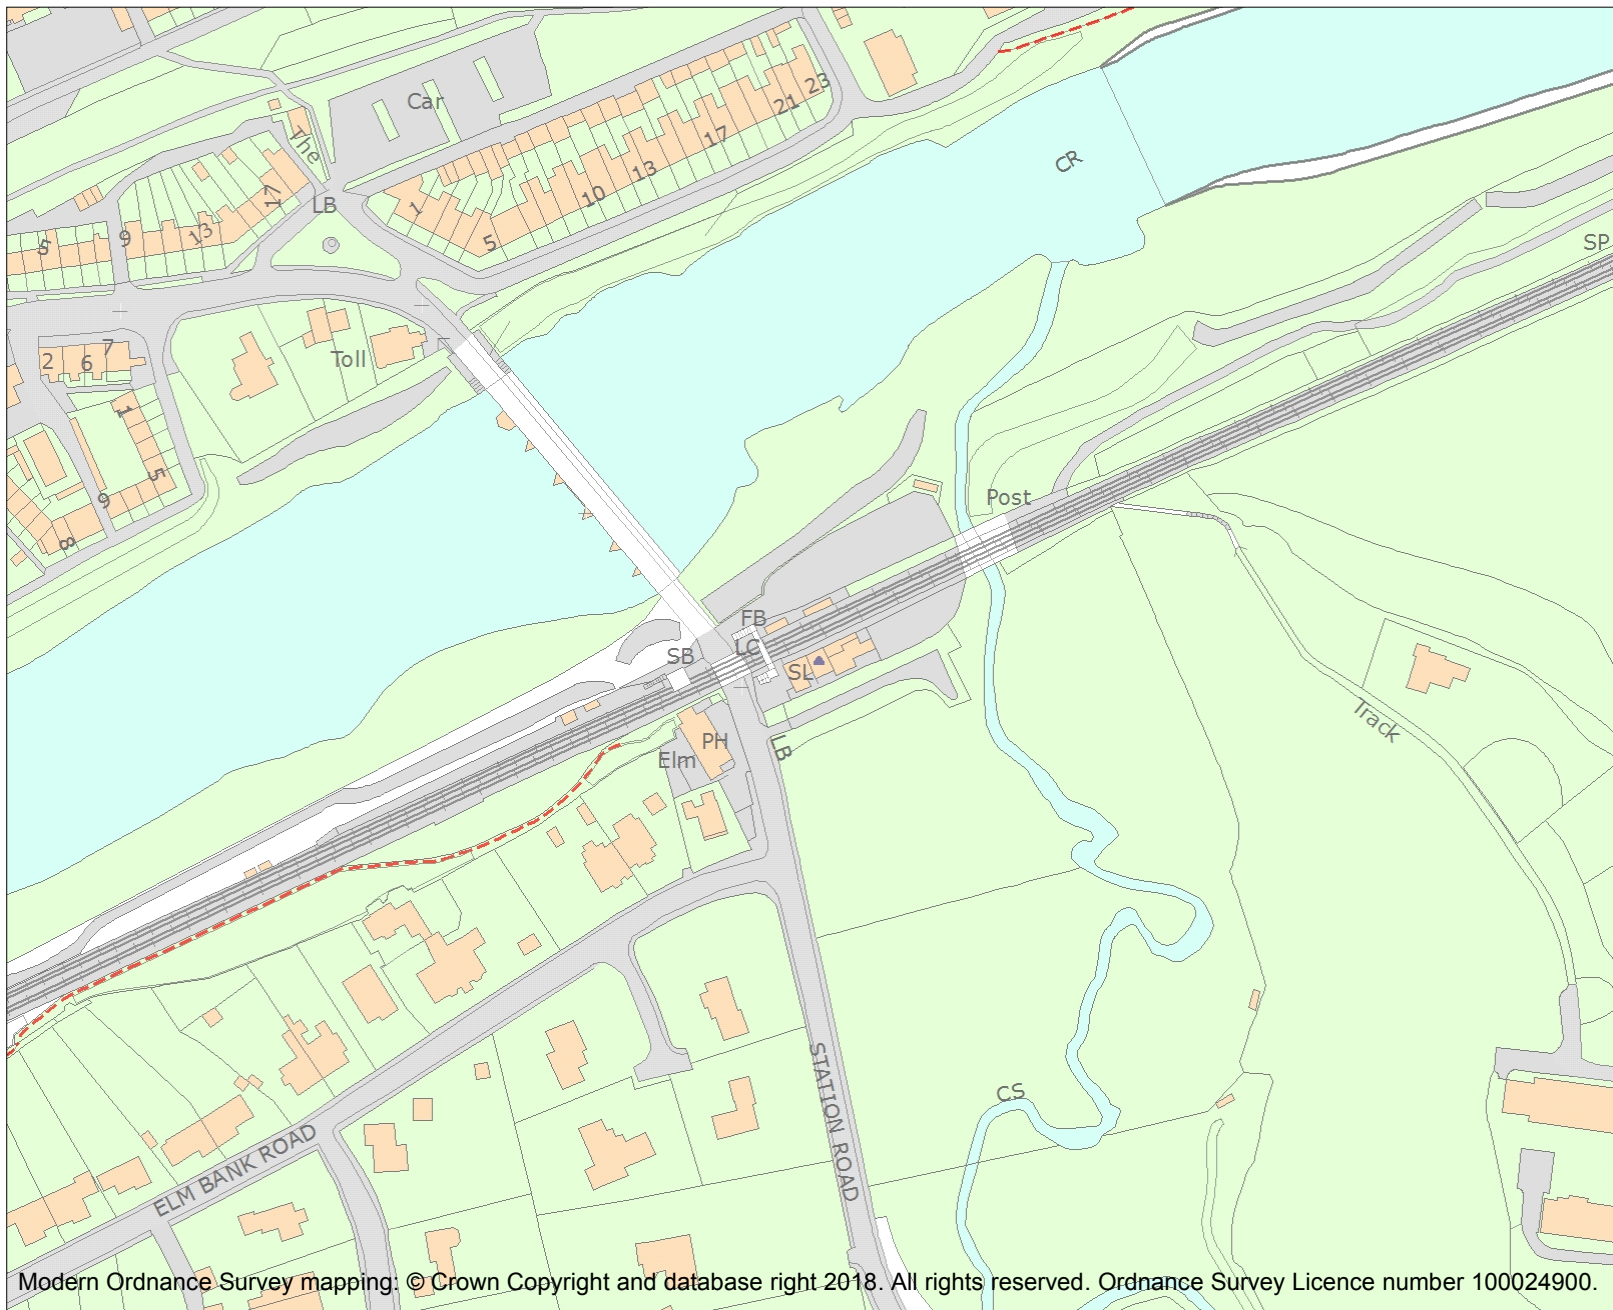 Car
The
23
21
17
13
10
1
5
17
LB
13
9
5
CR
SP
Toll
7
2
6
1
5
9
8
Post
FB
LC
SB
SL
PH
LB
Elm
Track
CS
STATION ROAD
ELM BANK ROAD
Modern Ordnance Survey mapping: © Crown Copyright and database right 2018. All rights reserved. Ordnance Survey Licence number 100024900.